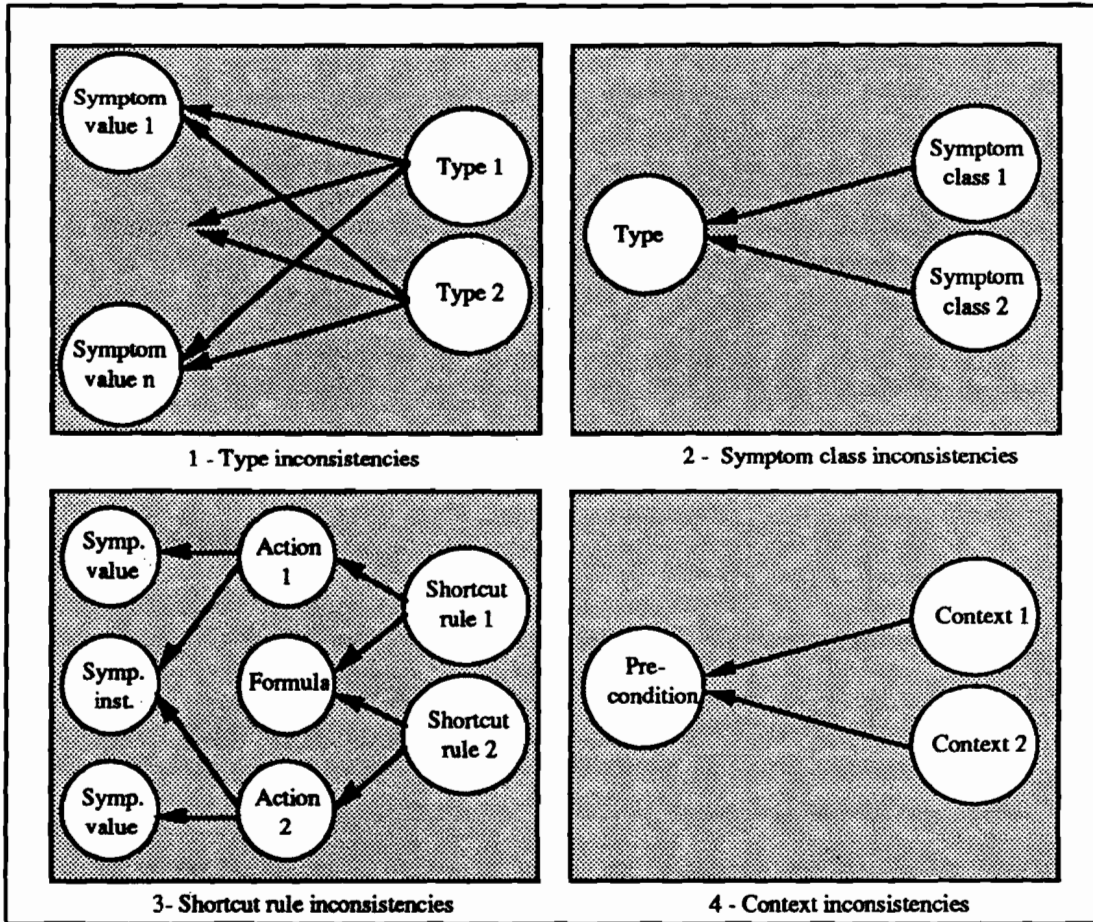 Symptom
value 1
Type 1
Type 2
Symptom
value n
1 - Type inconsistencies
Symptom
class 1
Type
Symptom
class 2
2 - Symptom class inconsistencies
Symp.
value
Action
1
Shortcut
rule 1
Symp.
inst.
Formula
Shortcut
rule 2
Symp.
value
Action
2
3- Shortcut rule inconsistencies
Context 1
Pre-
condition
Context 2
4 - Context inconsistencies